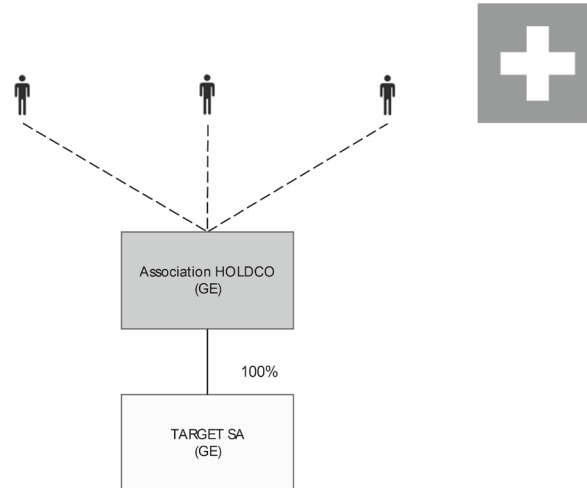 Association HOLDCO
(GE)
100%
TARGET SA
(GE)